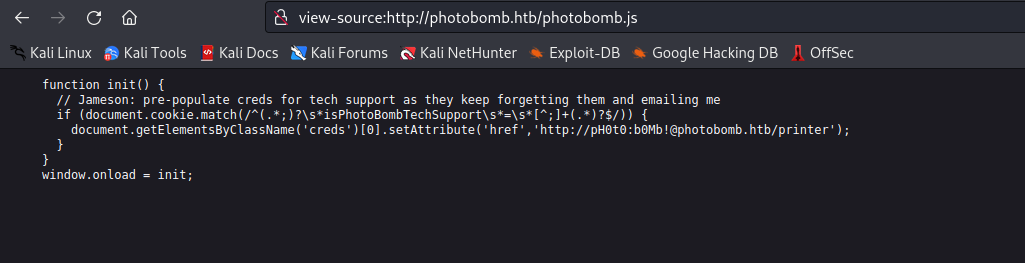 view-source:http://photobomb.htb/photobomb.js
Kali Linux Kali Tools Kali Docs Kali Forums Kali NetHunter Exploit-DB Google Hacking DB OffSec
function init() {
  // Jameson: pre-populate creds for tech support as they keep forgetting them and emailing me
  if (document.cookie.match(/^(.*;)?\s*isPhotoBombTechSupport\s*=\s*[^;]+(.*)?$/)) {
    document.getElementsByClassName('creds')[0].setAttribute('href','http://pH0t0:b0Mb!@photobomb.htb/printer');
  }
}
window.onload = init;